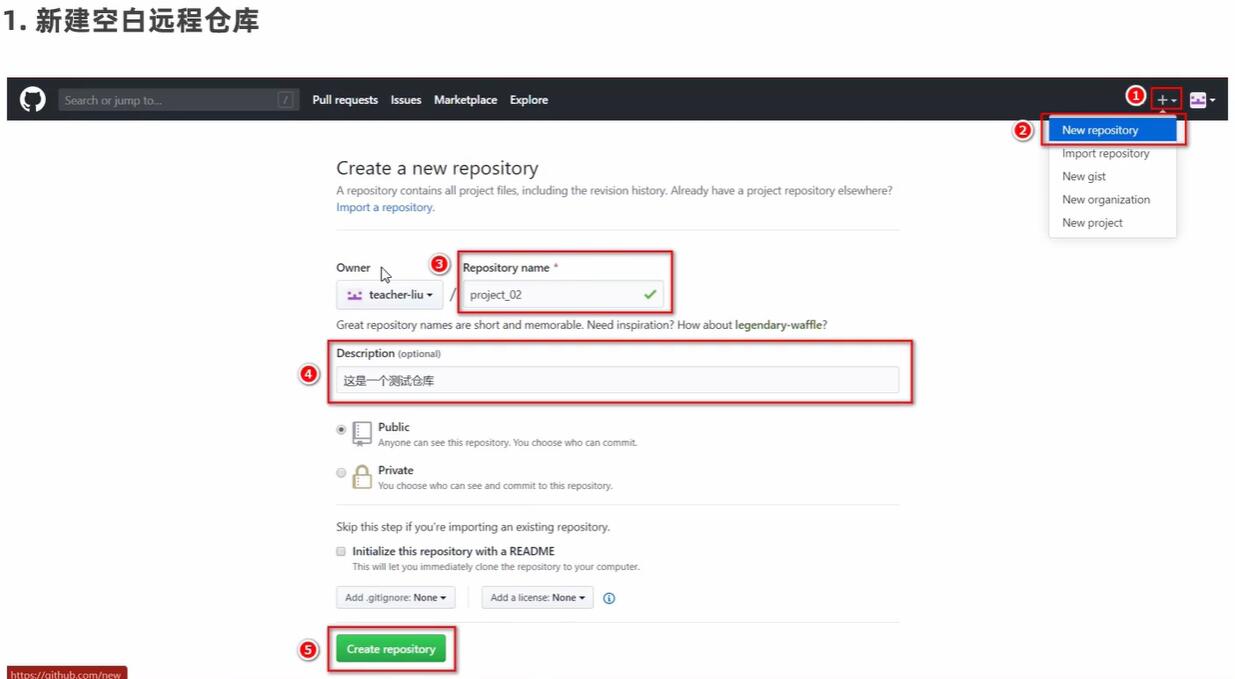 1. 新建空白远程仓库
Search or jump to... / Pull requests Issues Marketplace Explore 1 +
2 New repository
Import repository
New gist
New organization
New project
Create a new repository
A repository contains all project files, including the revision history. Already have a project repository elsewhere?
Import a repository.
Owner 3 Repository name *
teacher-liu / project_02
Great repository names are short and memorable. Need inspiration? How about legendary-waffle?
Description (optional)
4 这是一个测试仓库
Public
Anyone can see this repository. You choose who can commit.
Private
You choose who can see and commit to this repository.
Skip this step if you're importing an existing repository.
Initialize this repository with a README
This will let you immediately clone the repository to your computer.
Add .gitignore: None Add a license: None
5 Create repository
https://github.com/new